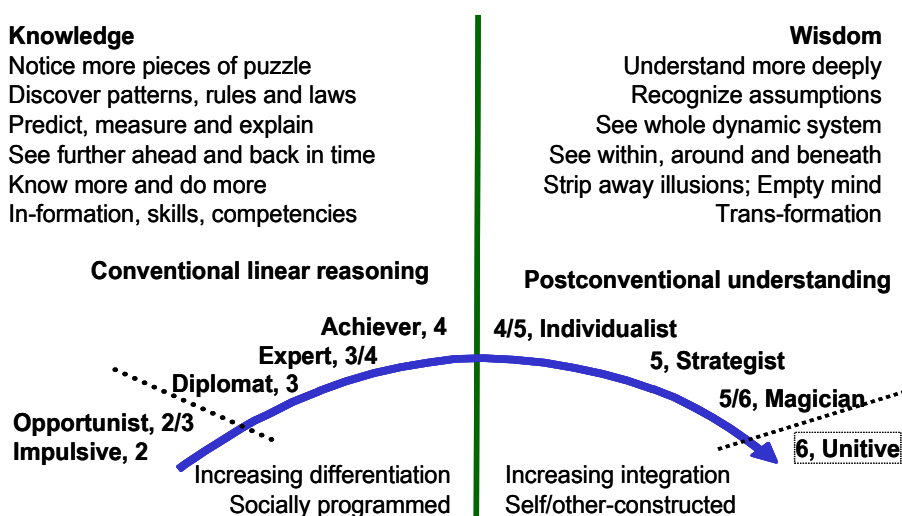 Knowledge
Notice more pieces of puzzle
Discover patterns, rules and laws
Predict, measure and explain
See further ahead and back in time
Know more and do more
In-formation, skills, competencies
Wisdom
Understand more deeply
Recognize assumptions
See whole dynamic system
See within, around and beneath
Strip away illusions; Empty mind
Trans-formation
Conventional linear reasoning
Postconventional understanding
Achiever, 4
Expert, 3/4
Diplomat, 3
Opportunist, 2/3
Impulsive, 2
4/5, Individualist
5, Strategist
5/6, Magician
6, Unitive
Increasing differentiation
Socially programmed
Increasing integration
Self/other-constructed